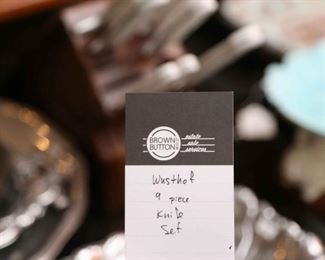 BROWN
BUTTON
estate
sale
services
Wusthof
9 piece
Knife
Set